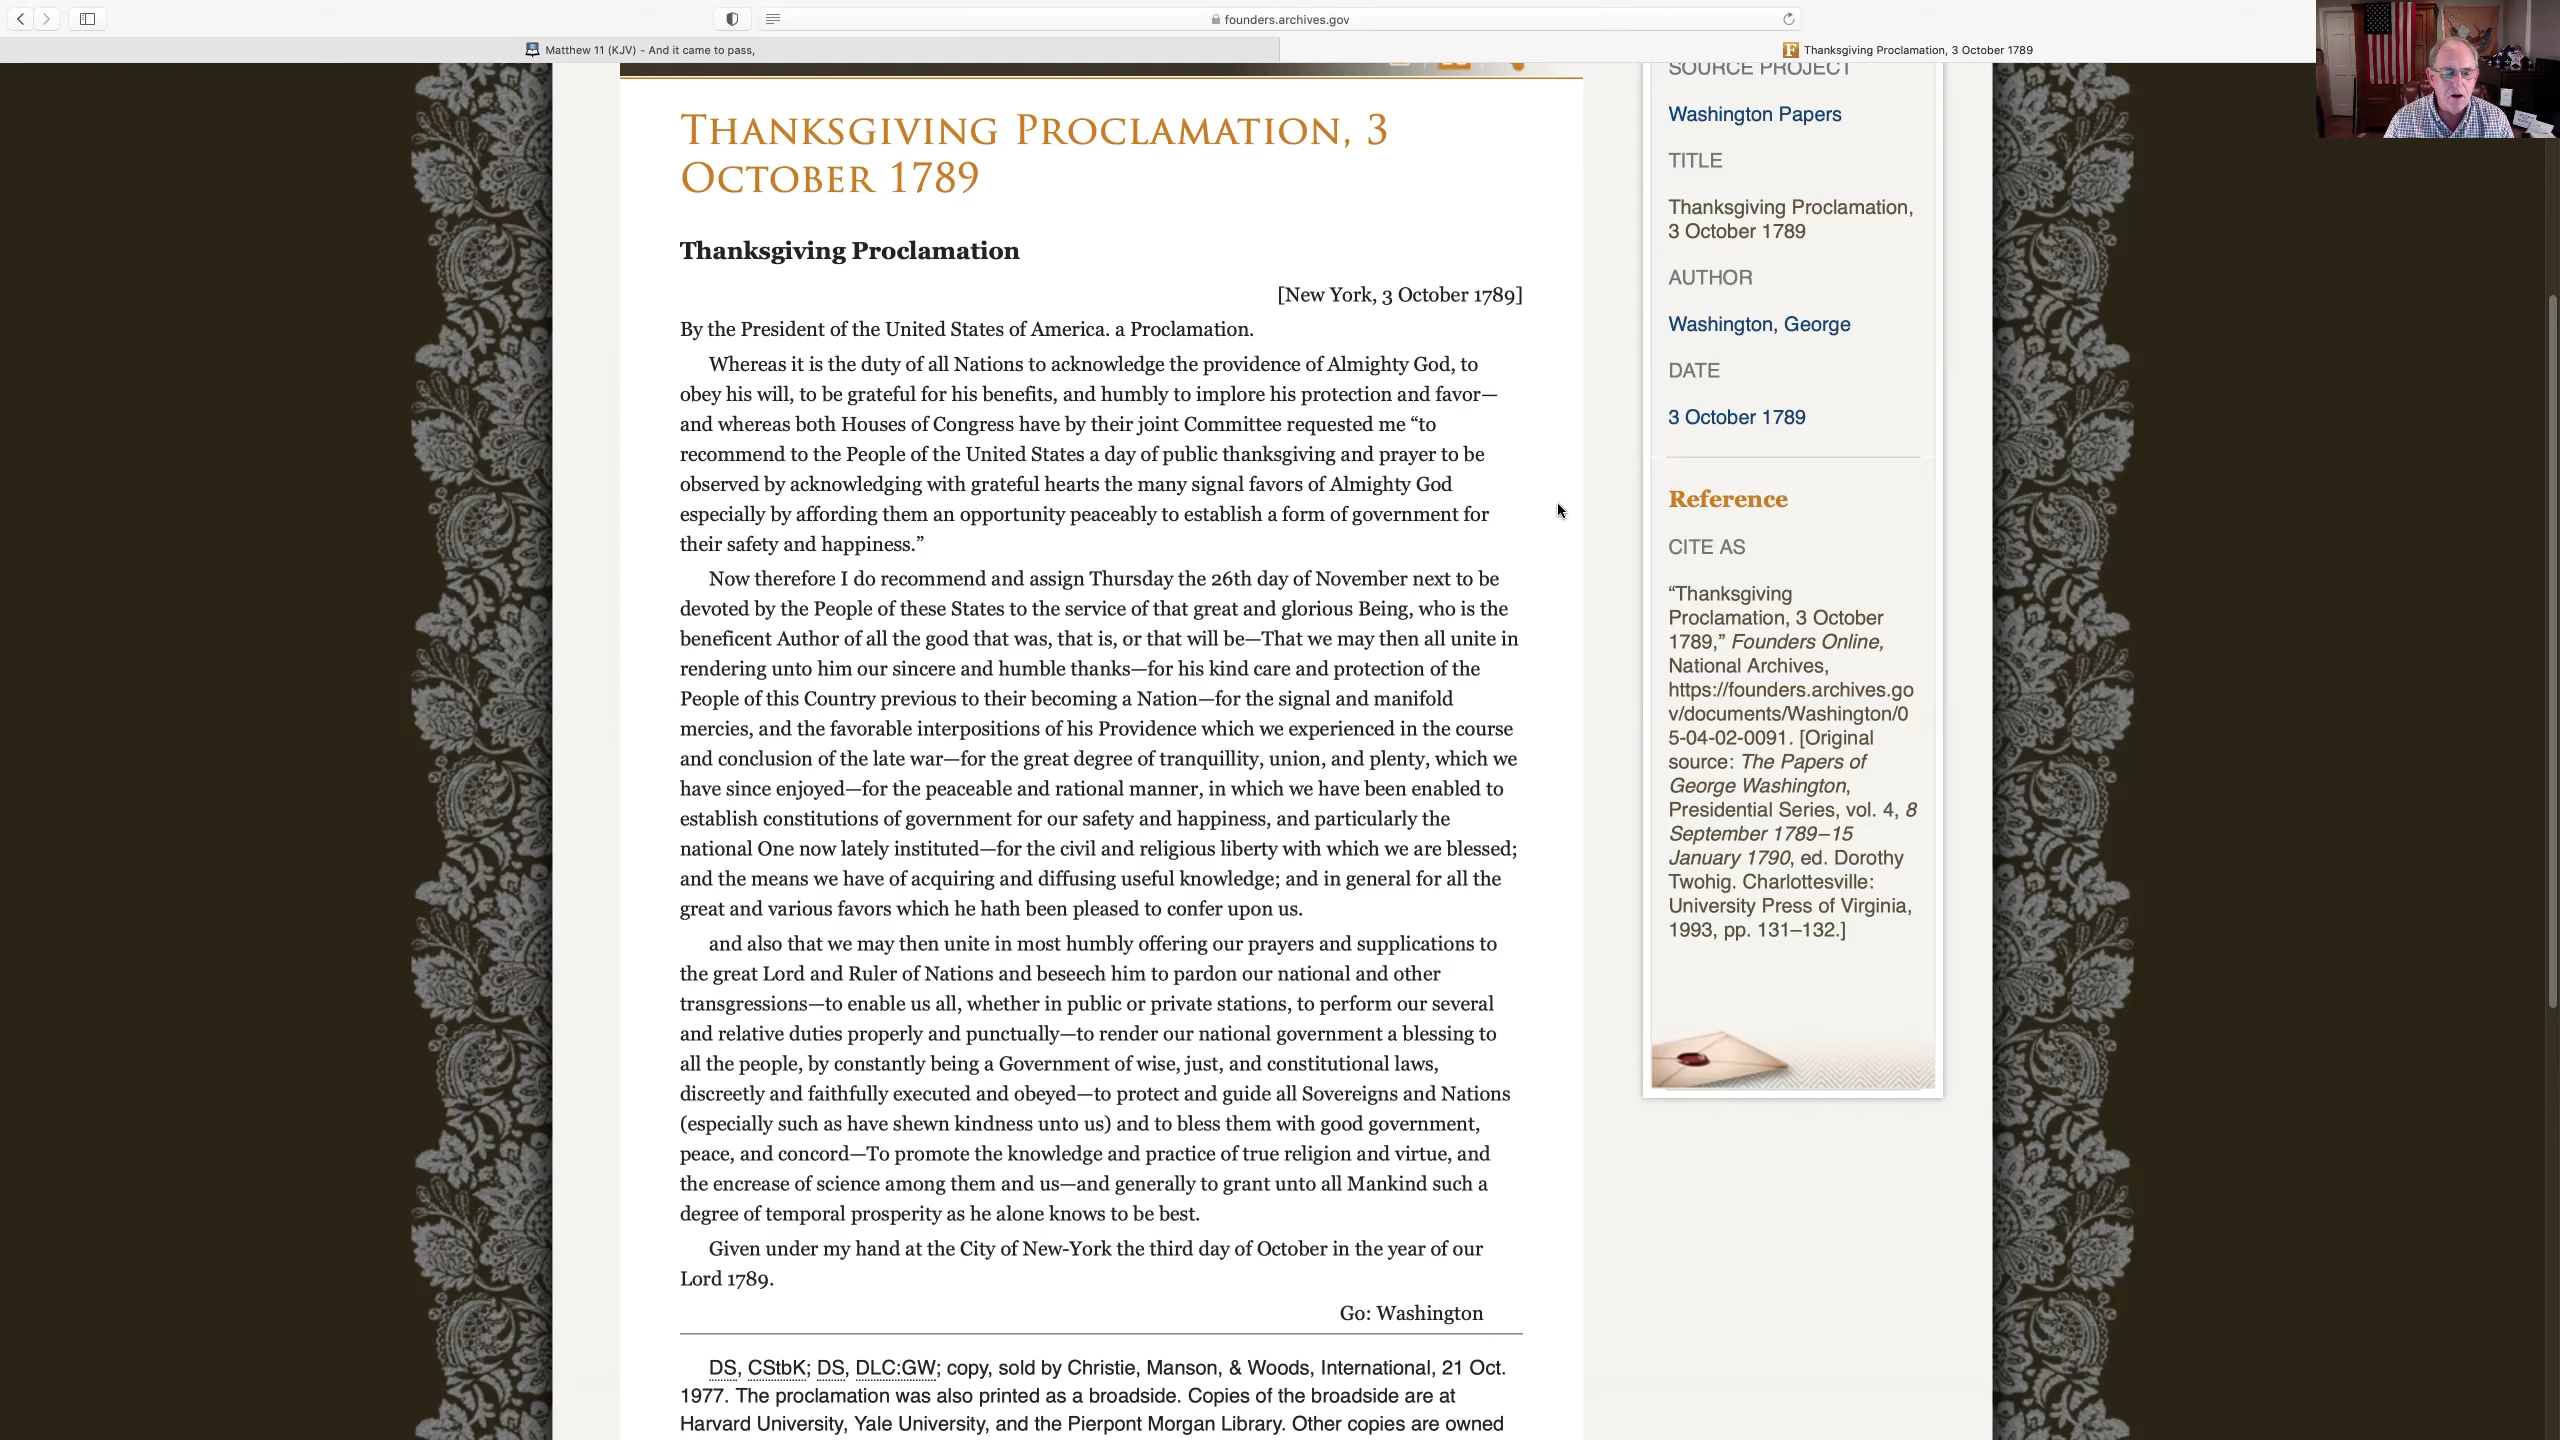 founders.archives.gov
Matthew 11 (KJV) - And it came to pass,
Thanksgiving Proclamation, 3 October 1789
Thanksgiving Proclamation, 3
October 1789
Thanksgiving Proclamation
[New York, 3 October 1789]
By the President of the United States of America. a Proclamation.
Whereas it is the duty of all Nations to acknowledge the providence of Almighty God, to
obey his will, to be grateful for his benefits, and humbly to implore his protection and favor—
and whereas both Houses of Congress have by their joint Committee requested me “to
recommend to the People of the United States a day of public thanksgiving and prayer to be
observed by acknowledging with grateful hearts the many signal favors of Almighty God
especially by affording them an opportunity peaceably to establish a form of government for
their safety and happiness.”
Now therefore I do recommend and assign Thursday the 26th day of November next to be
devoted by the People of these States to the service of that great and glorious Being, who is the
beneficent Author of all the good that was, that is, or that will be—That we may then all unite in
rendering unto him our sincere and humble thanks—for his kind care and protection of the
People of this Country previous to their becoming a Nation—for the signal and manifold
mercies, and the favorable interpositions of his Providence which we experienced in the course
and conclusion of the late war—for the great degree of tranquillity, union, and plenty, which we
have since enjoyed—for the peaceable and rational manner, in which we have been enabled to
establish constitutions of government for our safety and happiness, and particularly the
national One now lately instituted—for the civil and religious liberty with which we are blessed;
and the means we have of acquiring and diffusing useful knowledge; and in general for all the
great and various favors which he hath been pleased to confer upon us.
and also that we may then unite in most humbly offering our prayers and supplications to
the great Lord and Ruler of Nations and beseech him to pardon our national and other
transgressions—to enable us all, whether in public or private stations, to perform our several
and relative duties properly and punctually—to render our national government a blessing to
all the people, by constantly being a Government of wise, just, and constitutional laws,
discreetly and faithfully executed and obeyed—to protect and guide all Sovereigns and Nations
(especially such as have shewn kindness unto us) and to bless them with good government,
peace, and concord—To promote the knowledge and practice of true religion and virtue, and
the encrease of science among them and us—and generally to grant unto all Mankind such a
degree of temporal prosperity as he alone knows to be best.
Given under my hand at the City of New-York the third day of October in the year of our
Lord 1789.
Go: Washington
DS, CStbK; DS, DLC:GW; copy, sold by Christie, Manson, & Woods, International, 21 Oct.
1977. The proclamation was also printed as a broadside. Copies of the broadside are at
Harvard University, Yale University, and the Pierpont Morgan Library. Other copies are owned
SOURCE PROJECT
Washington Papers
TITLE
Thanksgiving Proclamation,
3 October 1789
AUTHOR
Washington, George
DATE
3 October 1789
Reference
CITE AS
“Thanksgiving
Proclamation, 3 October
1789,” Founders Online,
National Archives,
https://founders.archives.go
v/documents/Washington/0
5-04-02-0091. [Original
source: The Papers of
George Washington,
Presidential Series, vol. 4, 8
September 1789–15
January 1790, ed. Dorothy
Twohig. Charlottesville:
University Press of Virginia,
1993, pp. 131–132.]